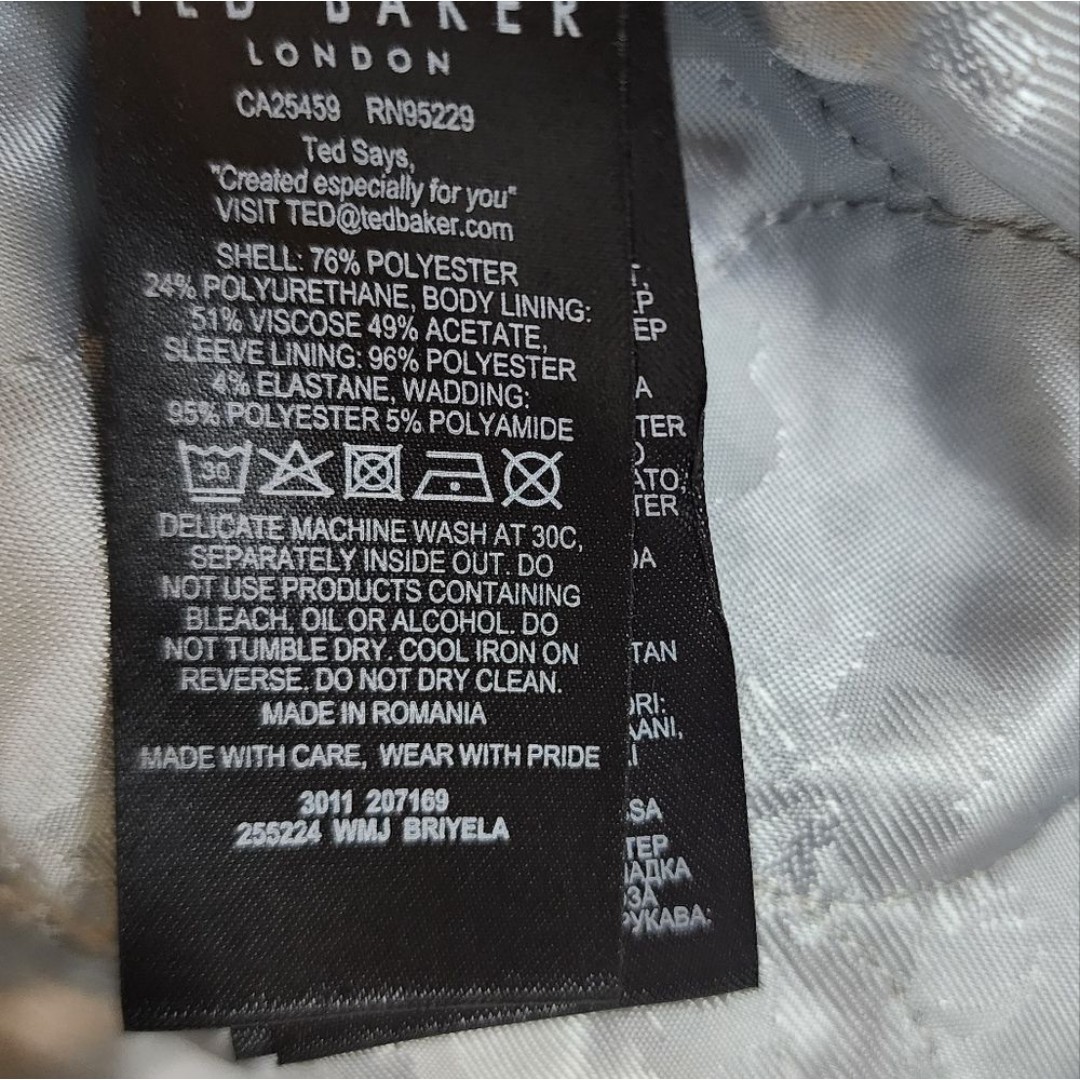 TED BAKER
LONDON
CA25459 RN95229
Ted Says,
"Created especially for you"
VISIT TED@tedbaker.com
SHELL: 76% POLYESTER
24% POLYURETHANE, BODY LINING:
51% VISCOSE 49% ACETATE,
SLEEVE LINING: 96% POLYESTER
4% ELASTANE, WADDING:
95% POLYESTER 5% POLYAMIDE
30
DELICATE MACHINE WASH AT 30C,
SEPARATELY INSIDE OUT. DO
NOT USE PRODUCTS CONTAINING
BLEACH, OIL OR ALCOHOL. DO
NOT TUMBLE DRY. COOL IRON ON
REVERSE. DO NOT DRY CLEAN.
MADE IN ROMANIA
MADE WITH CARE, WEAR WITH PRIDE
3011 207169
255224 WMJ BRIYELA
РУКАВА: